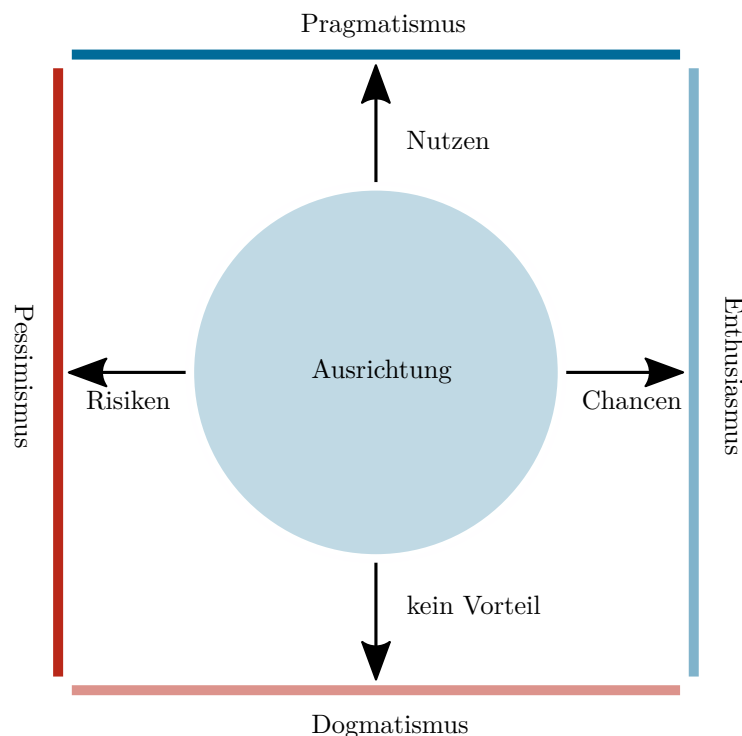 Pragmatismus
Nutzen
Pessimismus
Ausrichtung
Enthusiasmus
Risiken
Chancen
kein Vorteil
Dogmatismus